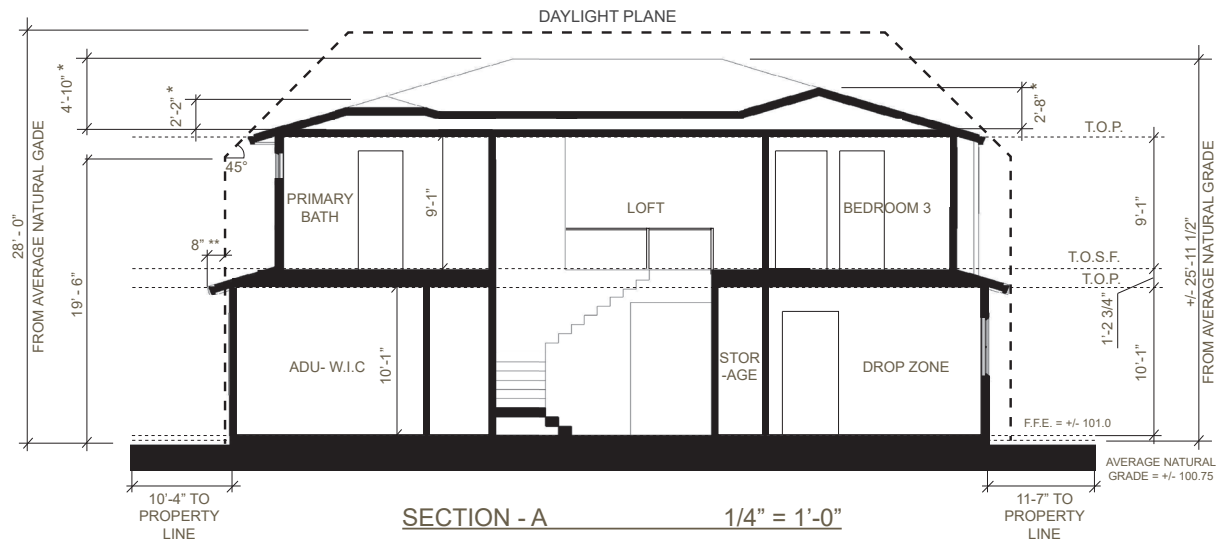 DAYLIGHT PLANE
28' - 0"
FROM AVERAGE NATURAL GADE
4'-10" *
2'-2" *
45°
19' - 6"
8" **
PRIMARY
BATH
9'-1"
LOFT
BEDROOM 3
2'-8" *
T.O.P.
9'-1"
T.O.S.F.
T.O.P.
1'-2 3/4"
10'-1"
+/- 25'-11 1/2"
FROM AVERAGE NATURAL GRADE
ADU- W.I.C
10'-1"
STOR
-AGE
DROP ZONE
F.F.E. = +/- 101.0
AVERAGE NATURAL
GRADE = +/- 100.75
10'-4" TO
PROPERTY
LINE
11-7" TO
PROPERTY
LINE
SECTION - A 1/4" = 1'-0"